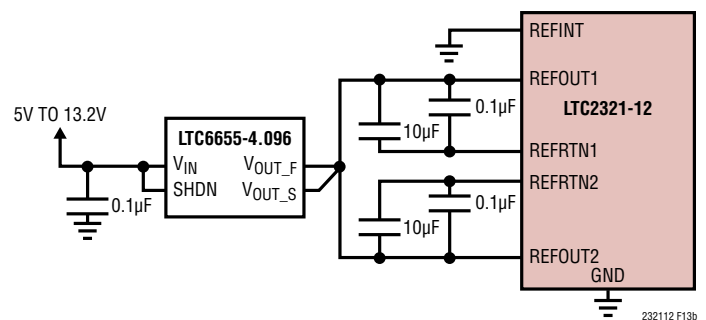 REFINT
REFOUT1
LTC2321-12
0.1µF
10µF
REFRTN1
5V TO 13.2V
LTC6655-4.096
VIN
VOUT_F
SHDN
VOUT_S
0.1µF
REFRTN2
0.1µF
10µF
REFOUT2
GND
232112 F13b